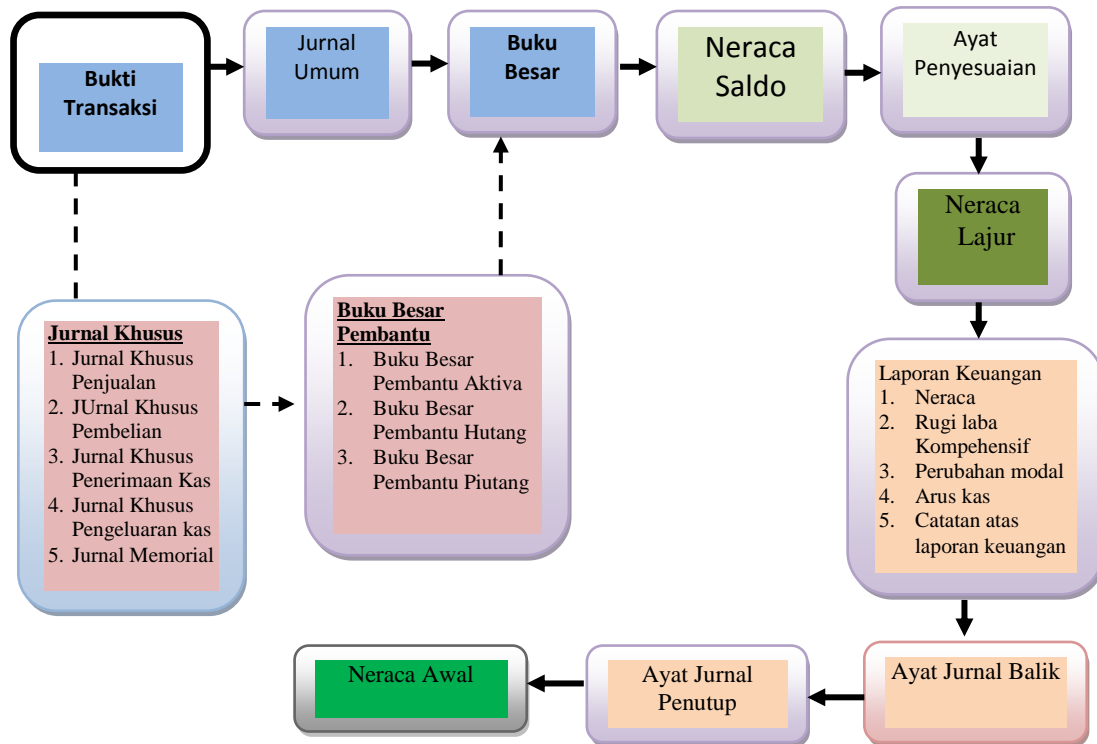 Bukti
Transaksi
Jurnal
Umum
Buku
Besar
Neraca
Saldo
Ayat
Penyesuaian
Neraca
Lajur
Jurnal Khusus
1. Jurnal Khusus
Penjualan
2. JUrnal Khusus
Pembelian
3. Jurnal Khusus
Penerimaan Kas
4. Jurnal Khusus
Pengeluaran kas
5. Jurnal Memorial
Buku Besar
Pembantu
1. Buku Besar
Pembantu Aktiva
2. Buku Besar
Pembantu Hutang
3. Buku Besar
Pembantu Piutang
Laporan Keuangan
1. Neraca
2. Rugi laba
Kompehensif
3. Perubahan modal
4. Arus kas
5. Catatan atas
laporan keuangan
Ayat Jurnal Balik
Ayat Jurnal
Penutup
Neraca Awal